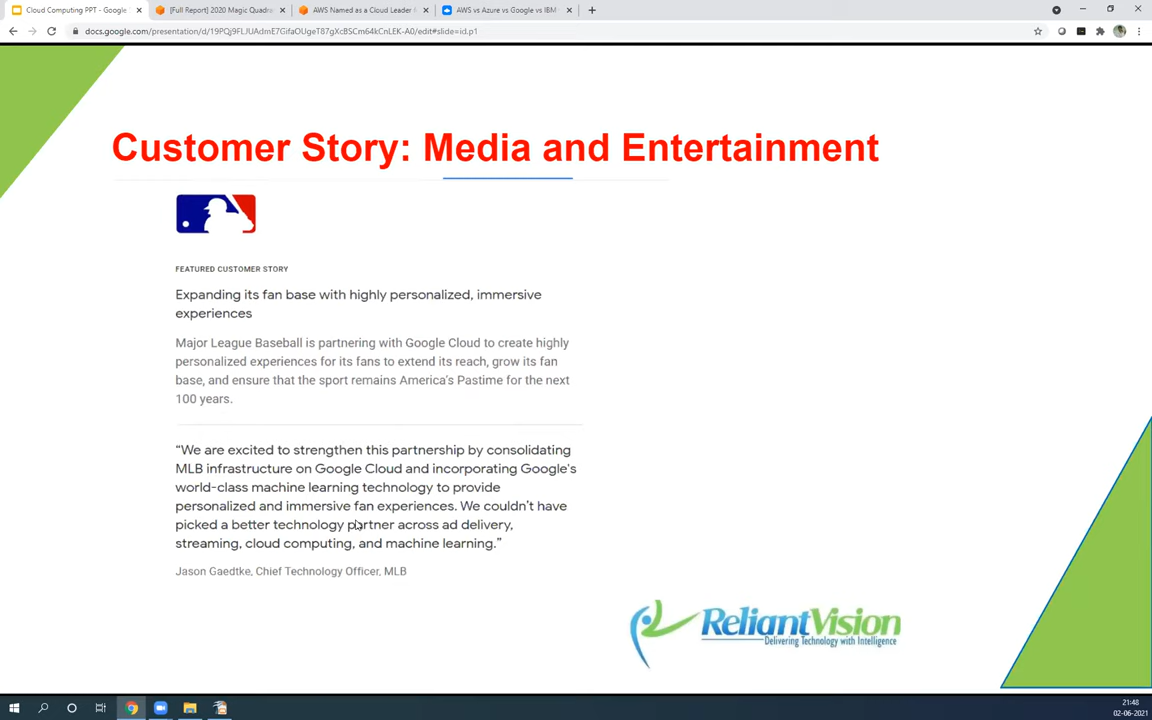 Cloud Computing PPT - Google
[Full Report] 2020 Magic Quadra
AWS Named as a Cloud Leader A
AWS vs Azure vs Google vs IBM
docs.google.com/presentation/d/19PQj9FLJUAdmE7GifaOUgeT87gXcBSCm64kCnLEK-A0/edit#slide=id.p1
Customer Story: Media and Entertainment
FEATURED CUSTOMER STORY
Expanding its fan base with highly personalized, immersive
experiences
Major League Baseball is partnering with Google Cloud to create highly
personalized experiences for its fans to extend its reach, grow its fan
base, and ensure that the sport remains America's Pastime for the next
100 years.
“We are excited to strengthen this partnership by consolidating
MLB infrastructure on Google Cloud and incorporating Google's
world-class machine learning technology to provide
personalized and immersive fan experiences. We couldn't have
picked a better technology partner across ad delivery,
streaming, cloud computing, and machine learning.”
Jason Gaedtke, Chief Technology Officer, MLB
ReliantVision
Delivering Technology with Intelligence
21:48
02-06-2021